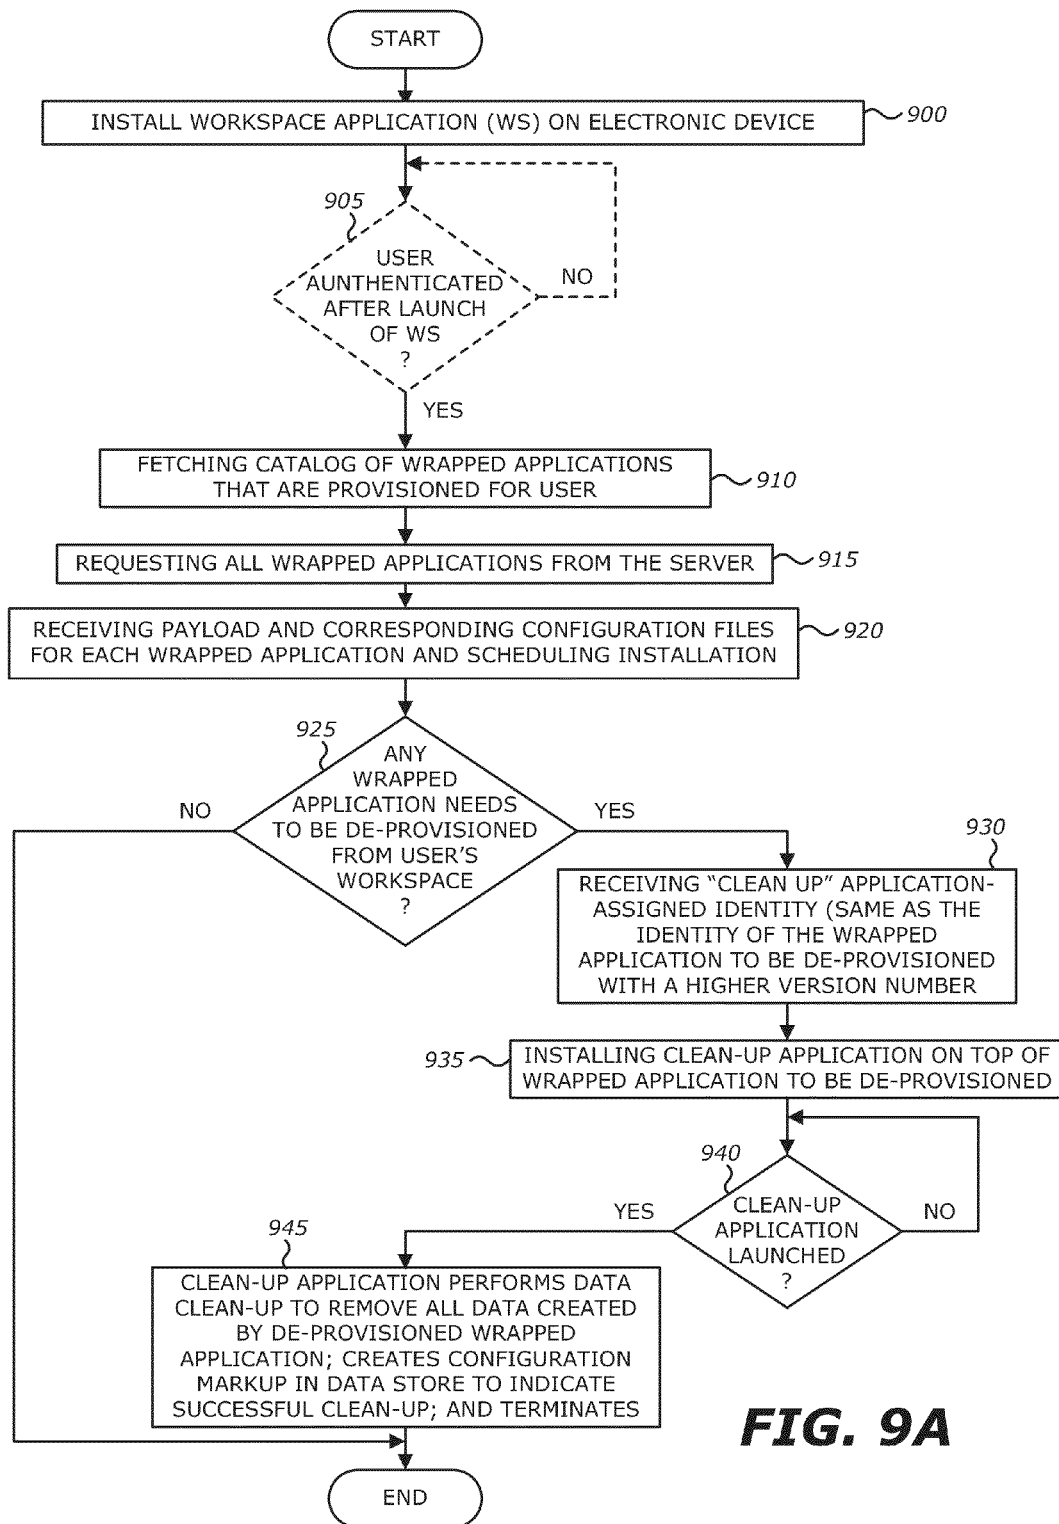 START
INSTALL WORKSPACE APPLICATION (WS) ON ELECTRONIC DEVICE
900
905
USER
AUNTHENTICATED
AFTER LAUNCH
OF WS
?
NO
YES
FETCHING CATALOG OF WRAPPED APPLICATIONS
THAT ARE PROVISIONED FOR USER
910
REQUESTING ALL WRAPPED APPLICATIONS FROM THE SERVER
915
RECEIVING PAYLOAD AND CORRESPONDING CONFIGURATION FILES
FOR EACH WRAPPED APPLICATION AND SCHEDULING INSTALLATION
920
925
ANY
WRAPPED
APPLICATION NEEDS
TO BE DE-PROVISIONED
FROM USER'S
WORKSPACE
?
NO
YES
930
RECEIVING “CLEAN UP” APPLICATION-
ASSIGNED IDENTITY (SAME AS THE
IDENTITY OF THE WRAPPED
APPLICATION TO BE DE-PROVISIONED
WITH A HIGHER VERSION NUMBER
935
INSTALLING CLEAN-UP APPLICATION ON TOP OF
WRAPPED APPLICATION TO BE DE-PROVISIONED
940
CLEAN-UP
APPLICATION
LAUNCHED
?
NO
YES
945
CLEAN-UP APPLICATION PERFORMS DATA
CLEAN-UP TO REMOVE ALL DATA CREATED
BY DE-PROVISIONED WRAPPED
APPLICATION; CREATES CONFIGURATION
MARKUP IN DATA STORE TO INDICATE
SUCCESSFUL CLEAN-UP; AND TERMINATES
END
FIG. 9A